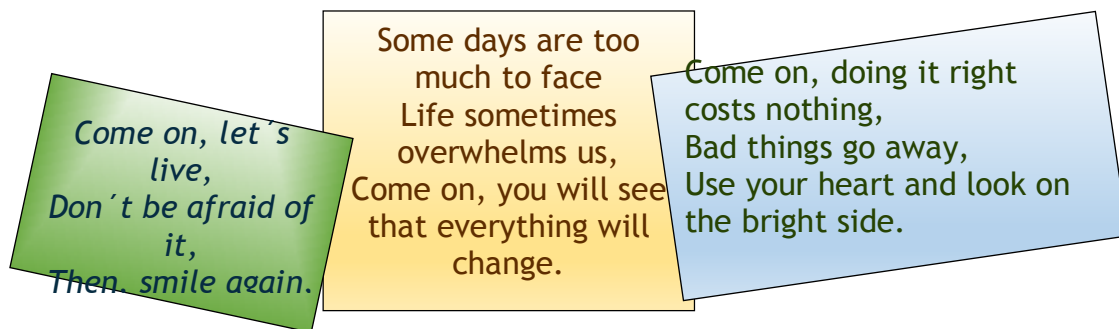 Come on, let´s
live,
Don´t be afraid of
it,
Then, smile again.
Some days are too
much to face
Life sometimes
overwhelms us,
Come on, you will see
that everything will
change.
Come on, doing it right
costs nothing,
Bad things go away,
Use your heart and look on
the bright side.